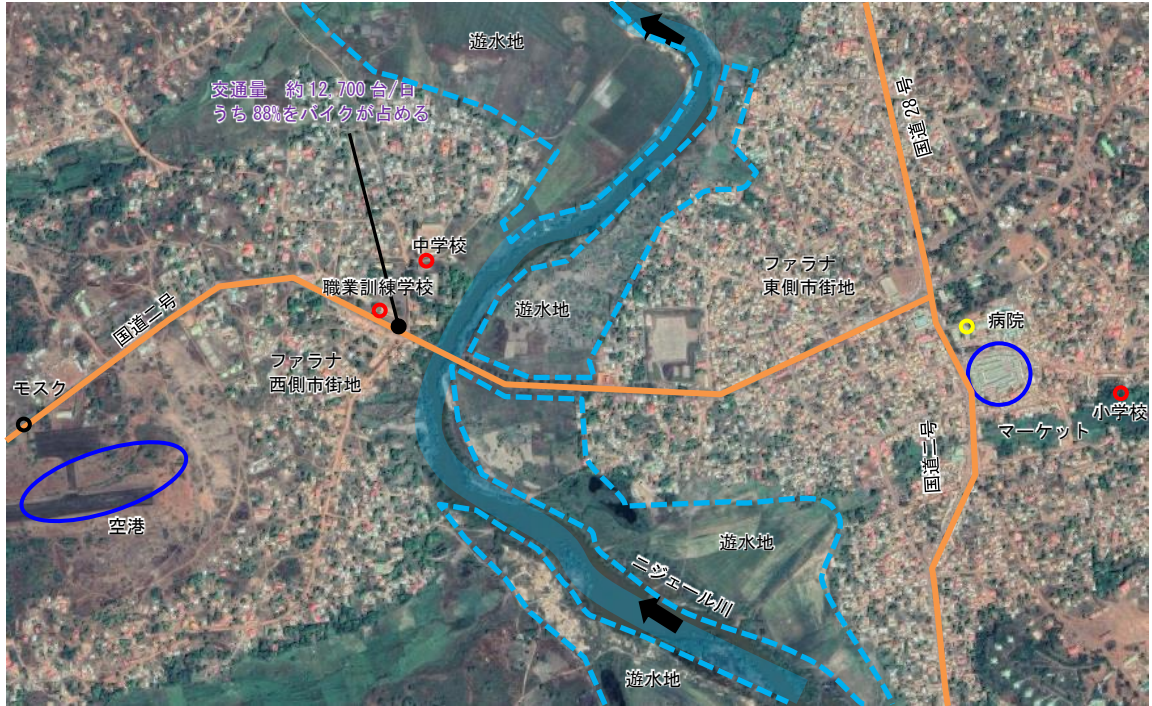 遊水地
交通量 約12,700台/日
うち88%をバイクが占める
国道28号
中学校
ファラナ
東側市街地
職業訓練学校
遊水地
国道二号
病院
ファラナ
西側市街地
モスク
小学校
マーケット
国道二号
空港
遊水地
ニジェール川
遊水地